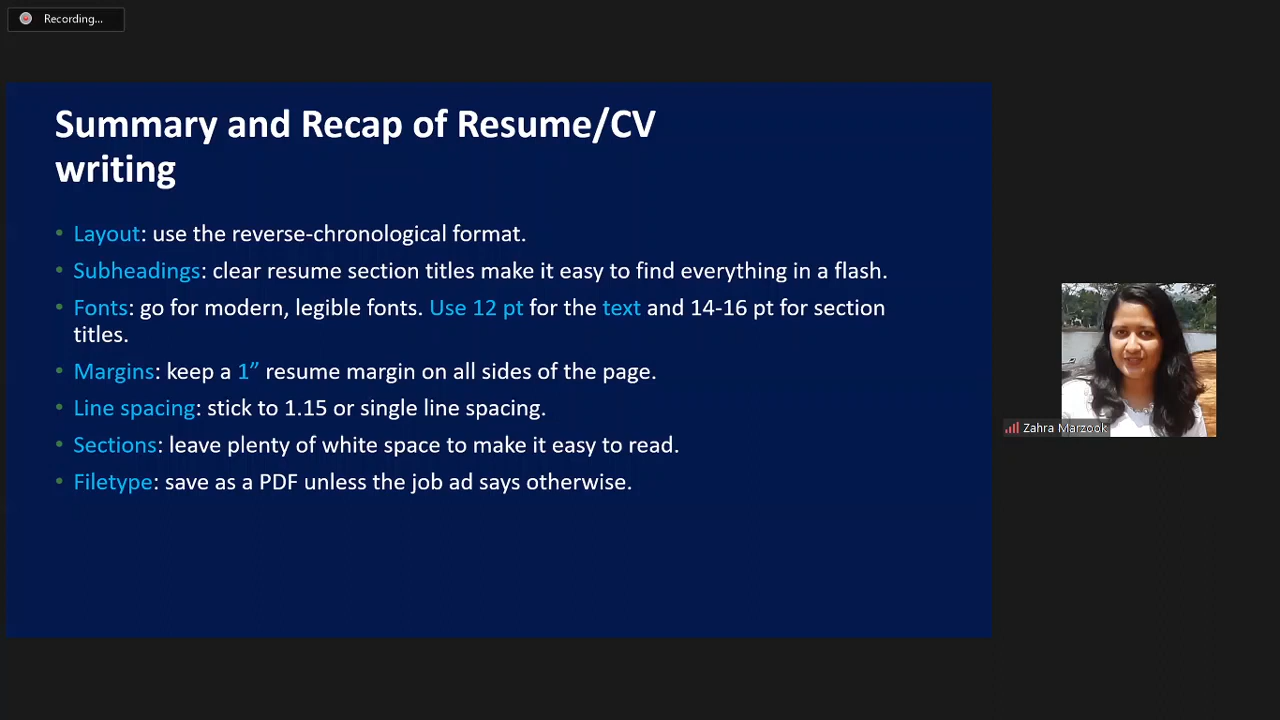 Recording...
Summary and Recap of Resume/CV
writing
• Layout: use the reverse-chronological format.
• Subheadings: clear resume section titles make it easy to find everything in a flash.
• Fonts: go for modern, legible fonts. Use 12 pt for the text and 14-16 pt for section
titles.
• Margins: keep a 1” resume margin on all sides of the page.
• Line spacing: stick to 1.15 or single line spacing.
• Sections: leave plenty of white space to make it easy to read.
• Filetype: save as a PDF unless the job ad says otherwise.
Zahra Marzook